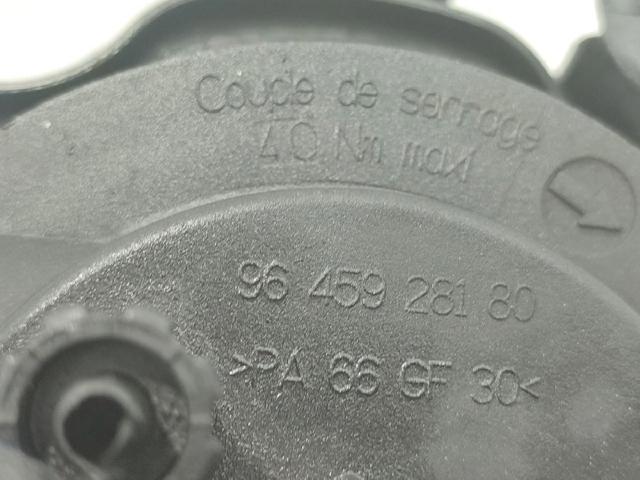 Couple de serrage
40 Nm maxi
96 459 281 80
>PA 66 GF 30<